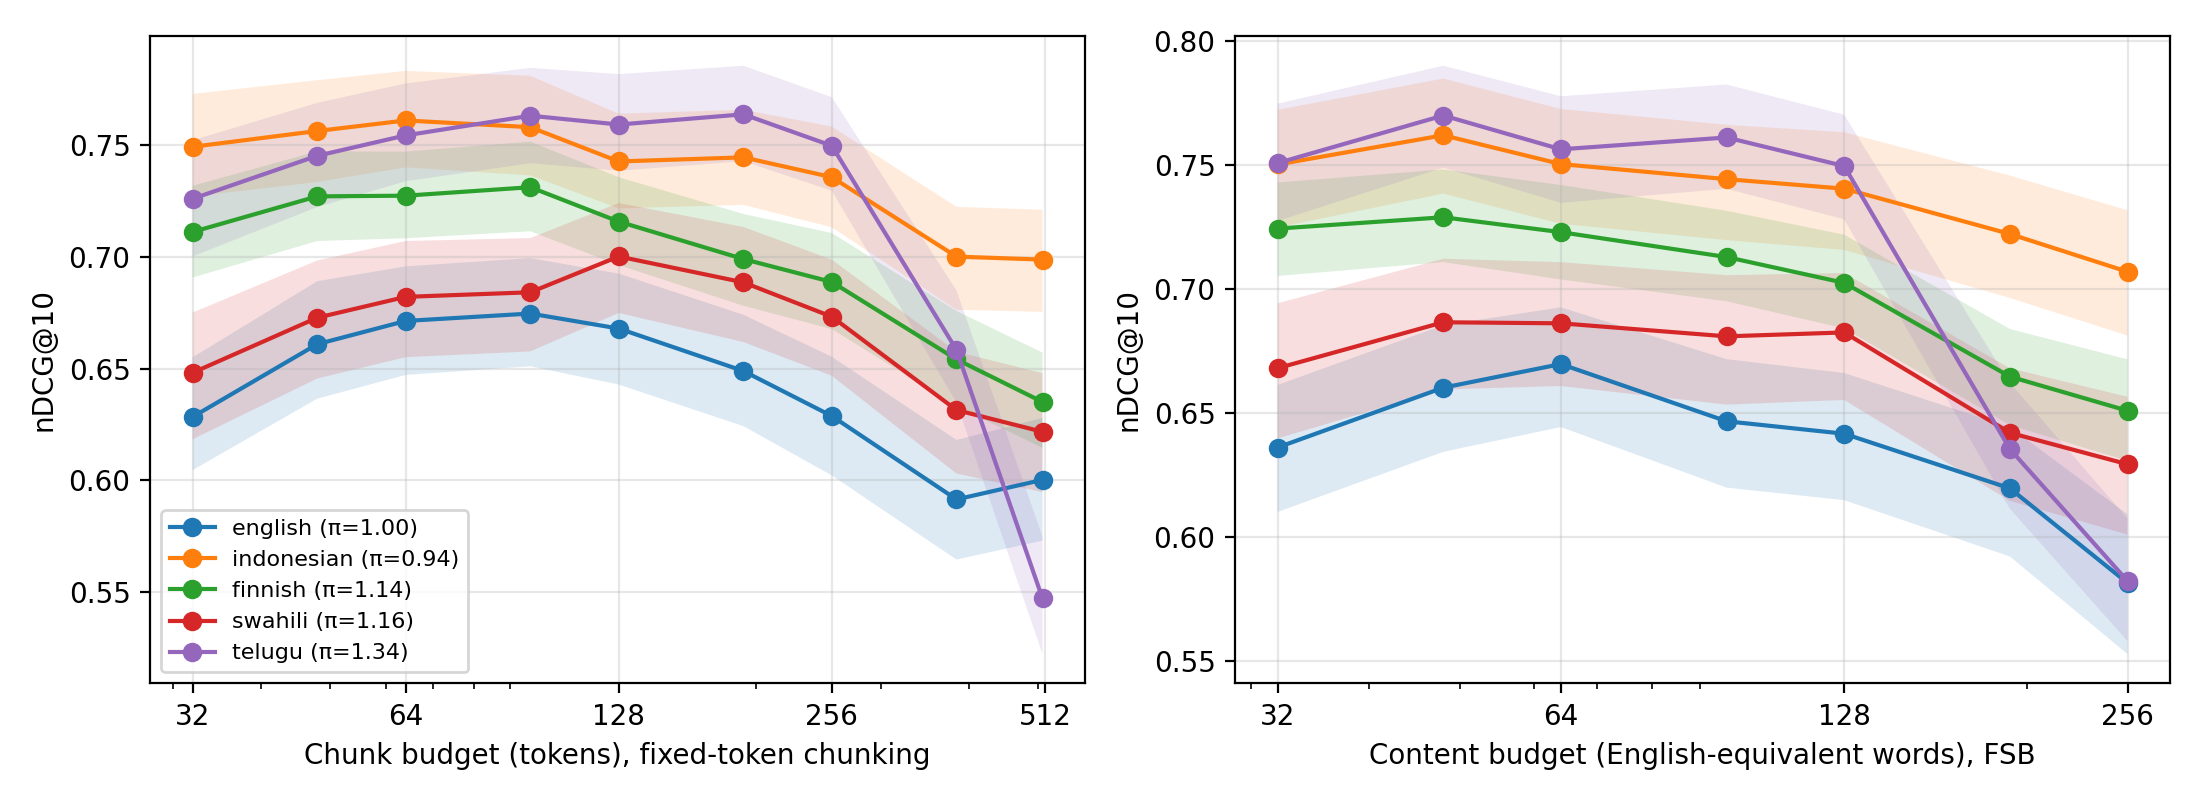 nDCG@10
0.75
0.70
0.65
0.60
0.55
english (π=1.00)
indonesian (π=0.94)
finnish (π=1.14)
swahili (π=1.16)
telugu (π=1.34)
32 64 128 256 512
Chunk budget (tokens), fixed-token chunking
nDCG@10
0.80
0.75
0.70
0.65
0.60
0.55
32 64 128 256
Content budget (English-equivalent words), FSB